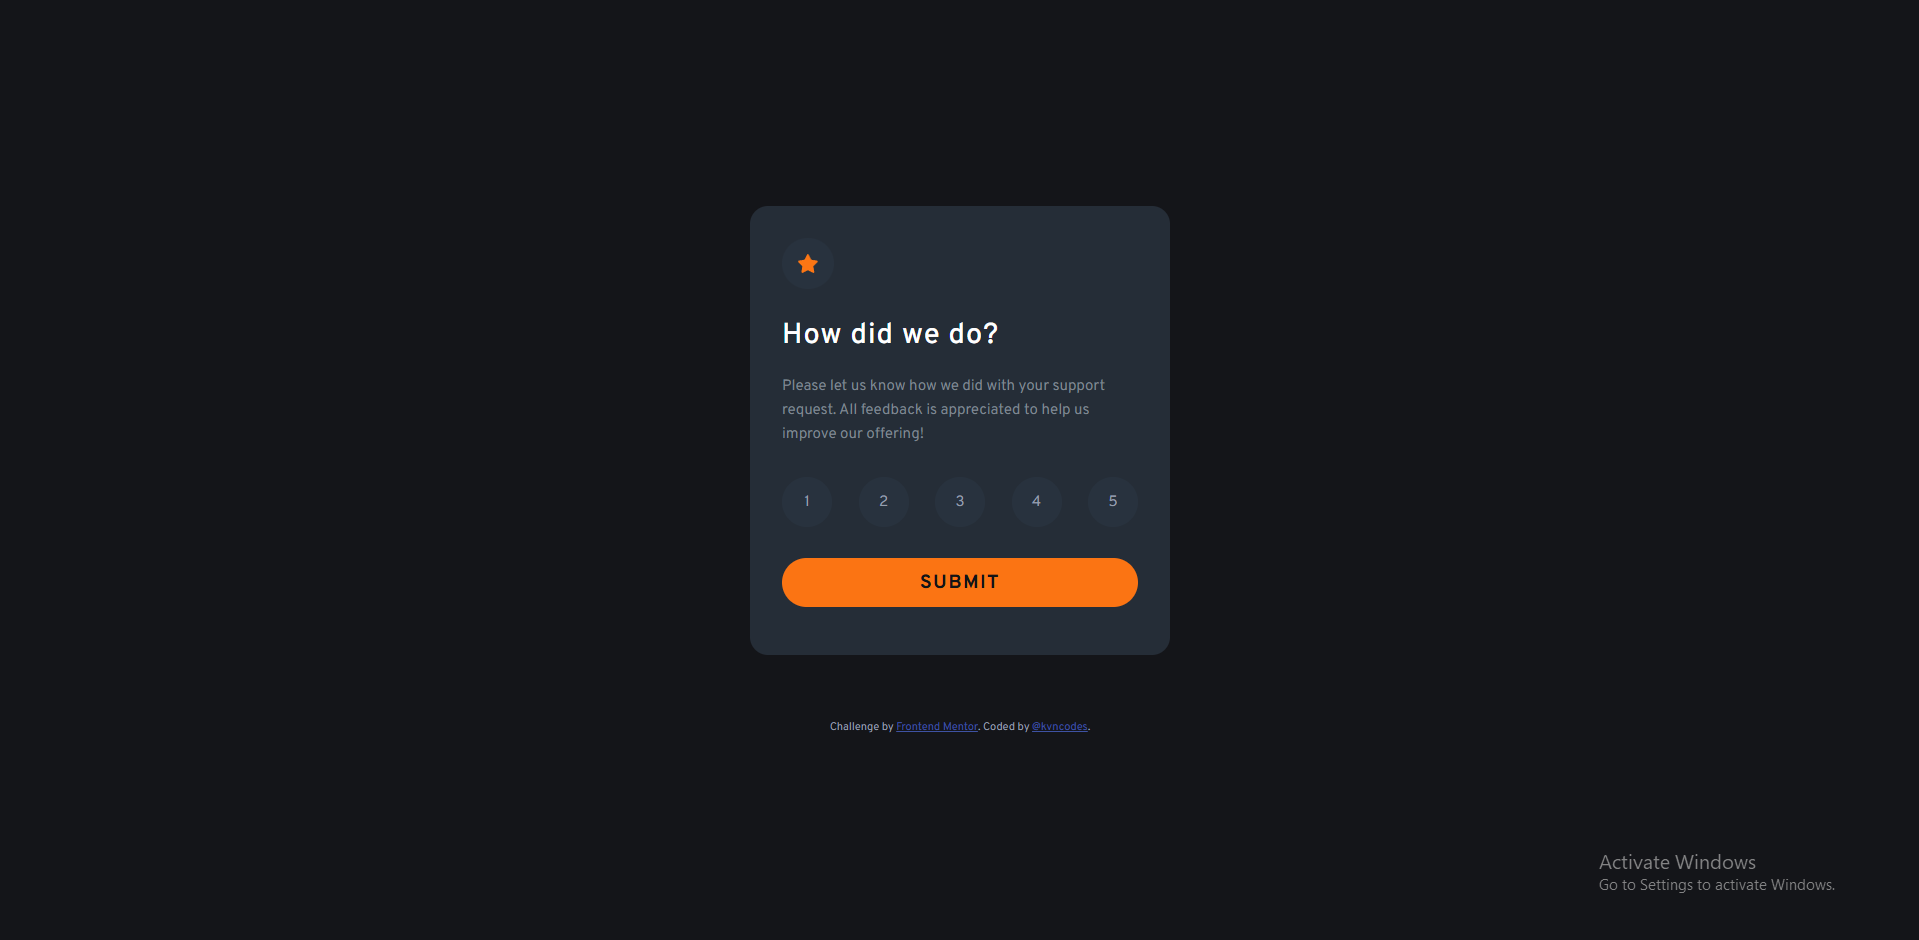 How did we do?
Please let us know how we did with your support
request. All feedback is appreciated to help us
improve our offering!
1 2 3 4 5
SUBMIT
Challenge by Frontend Mentor. Coded by @kvncodes.
Activate Windows
Go to Settings to activate Windows.